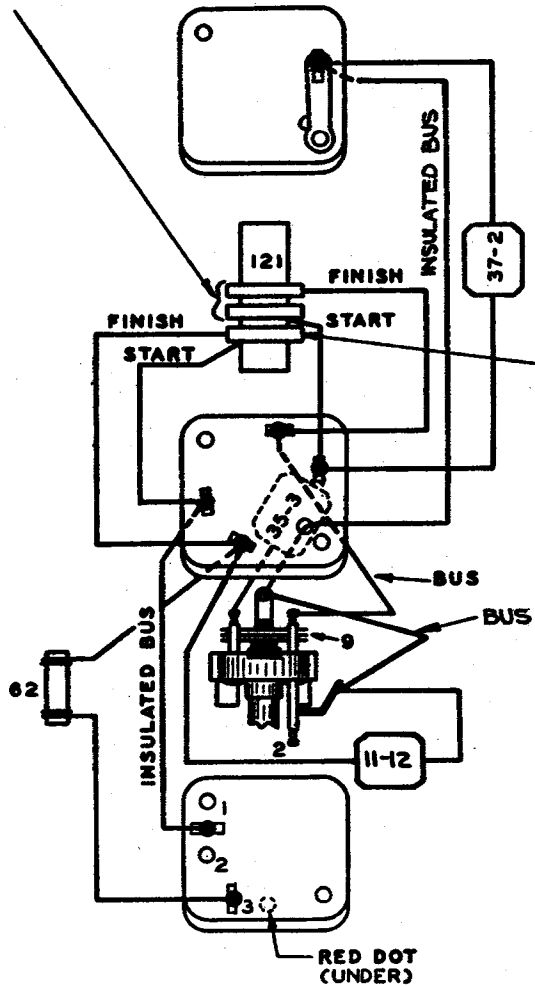 INSULATED BUS
37-2
121
FINISH
START
FINISH
START
35-3
BUS
BUS
9
62
INSULATED BUS
2
11-12
1
2
3
RED DOT
(UNDER)